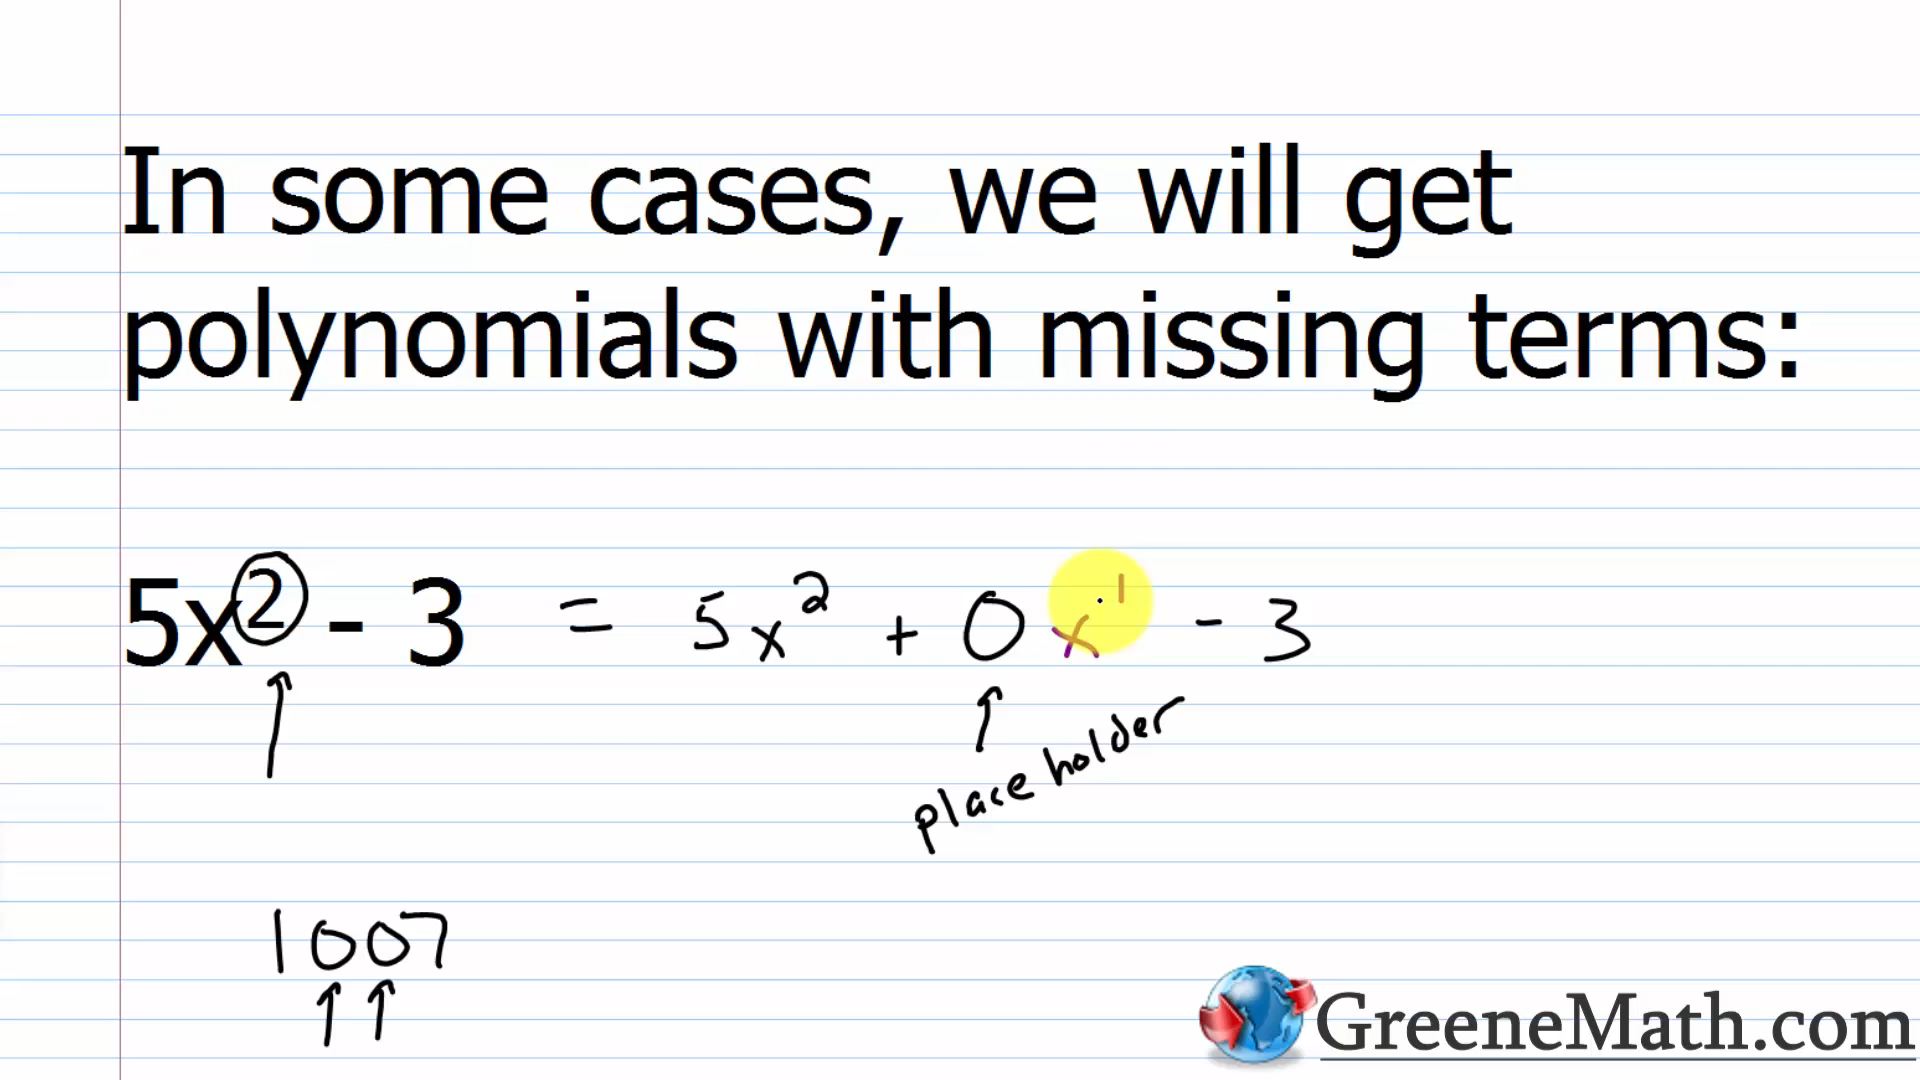 In some cases, we will get
polynomials with missing terms:
5x² - 3 = 5x² + 0x¹ - 3
place holder
1007
GreeneMath.com